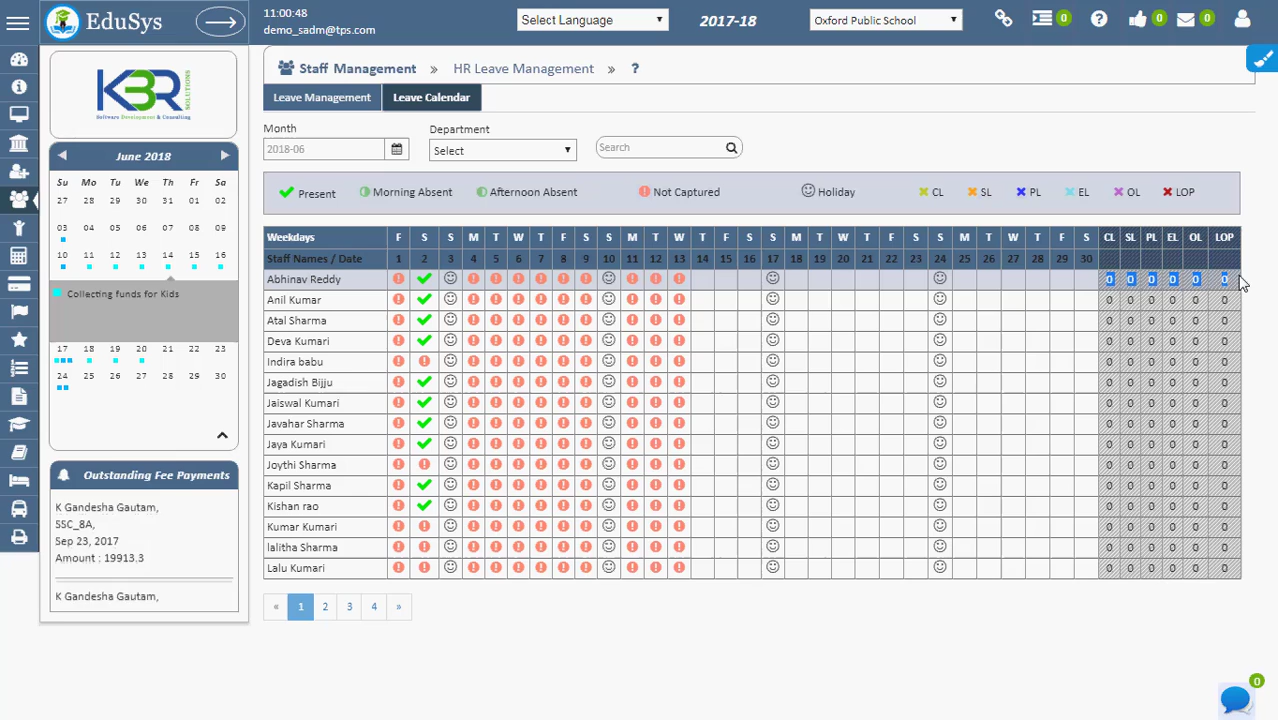 EduSys
11:00:48
demo_sadm@tps.com
Select Language
2017-18
Oxford Public School
0
0
0
K3R
SOLUTIONS
Software Development & Consulting
Staff Management » HR Leave Management » ?
Leave Management
Leave Calendar
Month
Department
2018-06
Select
Search
Present
Morning Absent
Afternoon Absent
Not Captured
Holiday
CL
SL
PL
EL
OL
LOP
June 2018
Su Mo Tu We Th Fr Sa
27 28 29 30 31 01 02
03 04 05 06 07 08 09
10 11 12 13 14 15 16
Collecting funds for Kids
17 18 19 20 21 22 23
24 25 26 27 28 29 30
Outstanding Fee Payments
K Gandesha Gautam,
SSC_8A,
Sep 23, 2017
Amount : 19913.3
K Gandesha Gautam,
Weekdays F S S M T W T F S S M T W T F S S M T W T F S S M T W T F S CL SL PL EL OL LOP
Staff Names / Date 1 2 3 4 5 6 7 8 9 10 11 12 13 14 15 16 17 18 19 20 21 22 23 24 25 26 27 28 29 30
Abhinav Reddy 0 0 0 0 0 0
Anil Kumar 0 0 0 0 0 0
Atal Sharma 0 0 0 0 0 0
Deva Kumari 0 0 0 0 0 0
Indira babu 0 0 0 0 0 0
Jagadish Bijju 0 0 0 0 0 0
Jaiswal Kumari 0 0 0 0 0 0
Javahar Sharma 0 0 0 0 0 0
Jaya Kumari 0 0 0 0 0 0
Joythi Sharma 0 0 0 0 0 0
Kapil Sharma 0 0 0 0 0 0
Kishan rao 0 0 0 0 0 0
Kumar Kumari 0 0 0 0 0 0
lalitha Sharma 0 0 0 0 0 0
Lalu Kumari 0 0 0 0 0 0
« 1 2 3 4 »
0